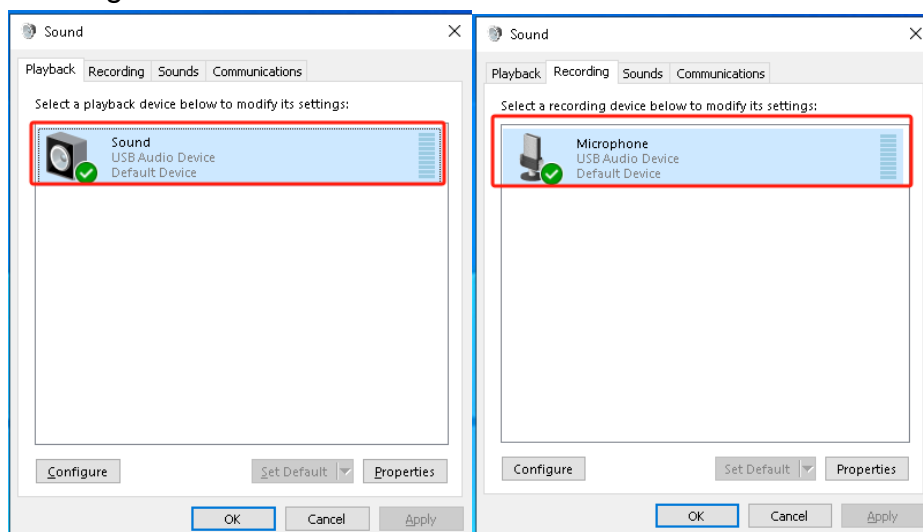 Sound
Playback Recording Sounds Communications
Select a playback device below to modify its settings:
Sound
USB Audio Device
Default Device
Configure Set Default Properties
OK Cancel Apply
Sound
Playback Recording Sounds Communications
Select a recording device below to modify its settings:
Microphone
USB Audio Device
Default Device
Configure Set Default Properties
OK Cancel Apply